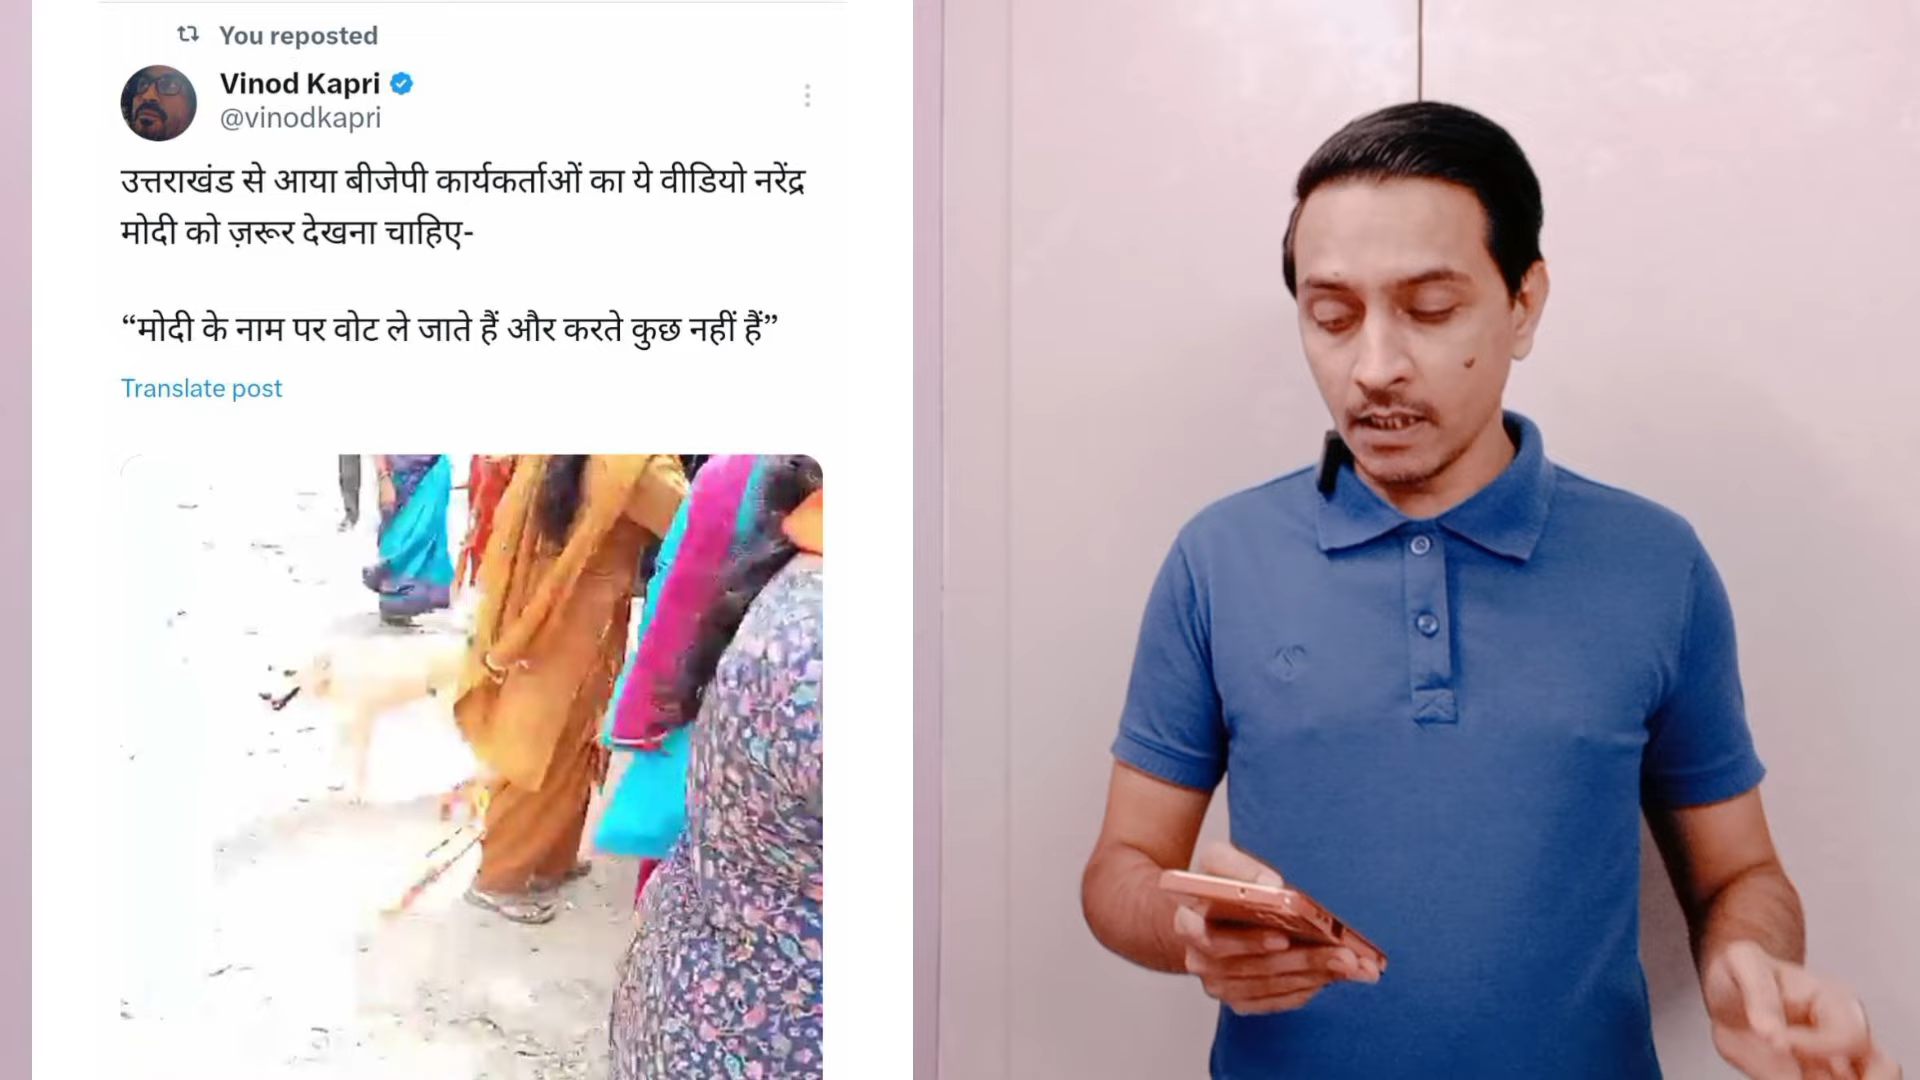 You reposted
Vinod Kapri
@vinodkapri
उत्तराखंड से आया बीजेपी कार्यकर्ताओं का ये वीडियो नरेंद्र
मोदी को ज़रूर देखना चाहिए-
“मोदी के नाम पर वोट ले जाते हैं और करते कुछ नहीं हैं”
Translate post